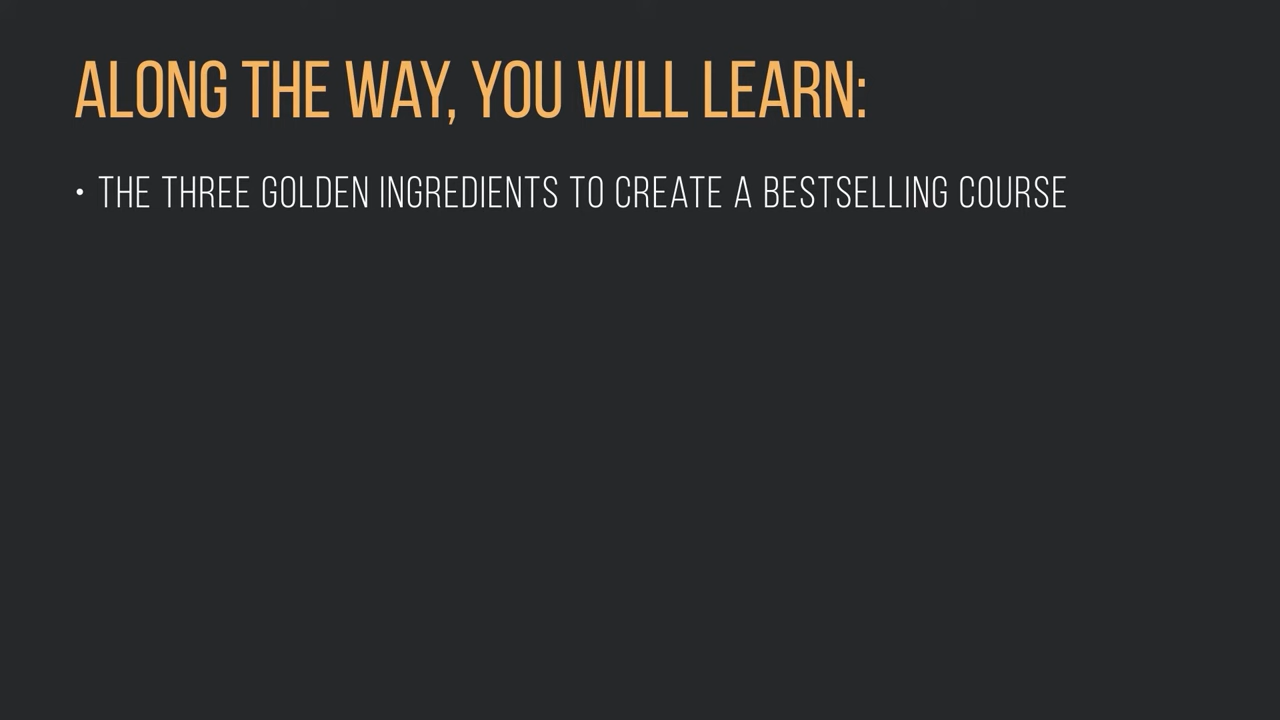 ALONG THE WAY, YOU WILL LEARN:
• THE THREE GOLDEN INGREDIENTS TO CREATE A BESTSELLING COURSE